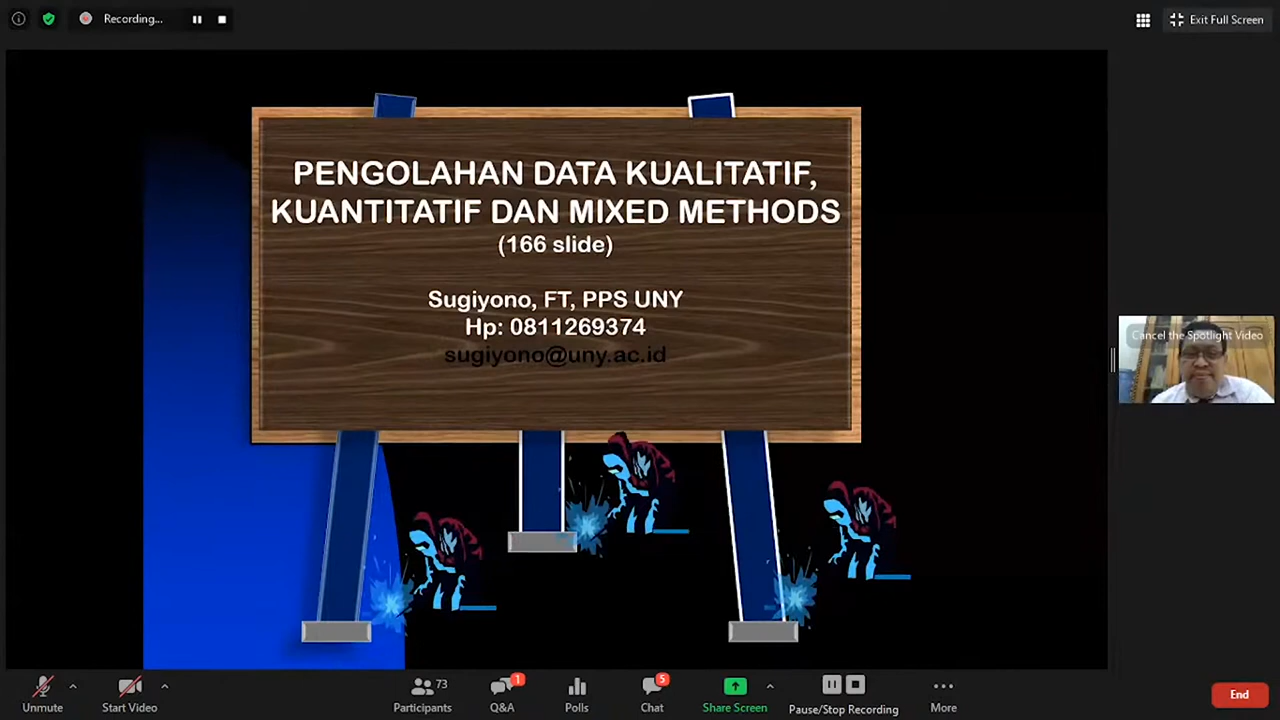 Recording...
Exit Full Screen
PENGOLAHAN DATA KUALITATIF,
KUANTITATIF DAN MIXED METHODS
(166 slide)
Sugiyono, FT, PPS UNY
Hp: 0811269374
sugiyono@uny.ac.id
Cancel the Spotlight Video
Unmute
Start Video
73
Participants
1
Q&A
Polls
5
Chat
Share Screen
Pause/Stop Recording
More
End